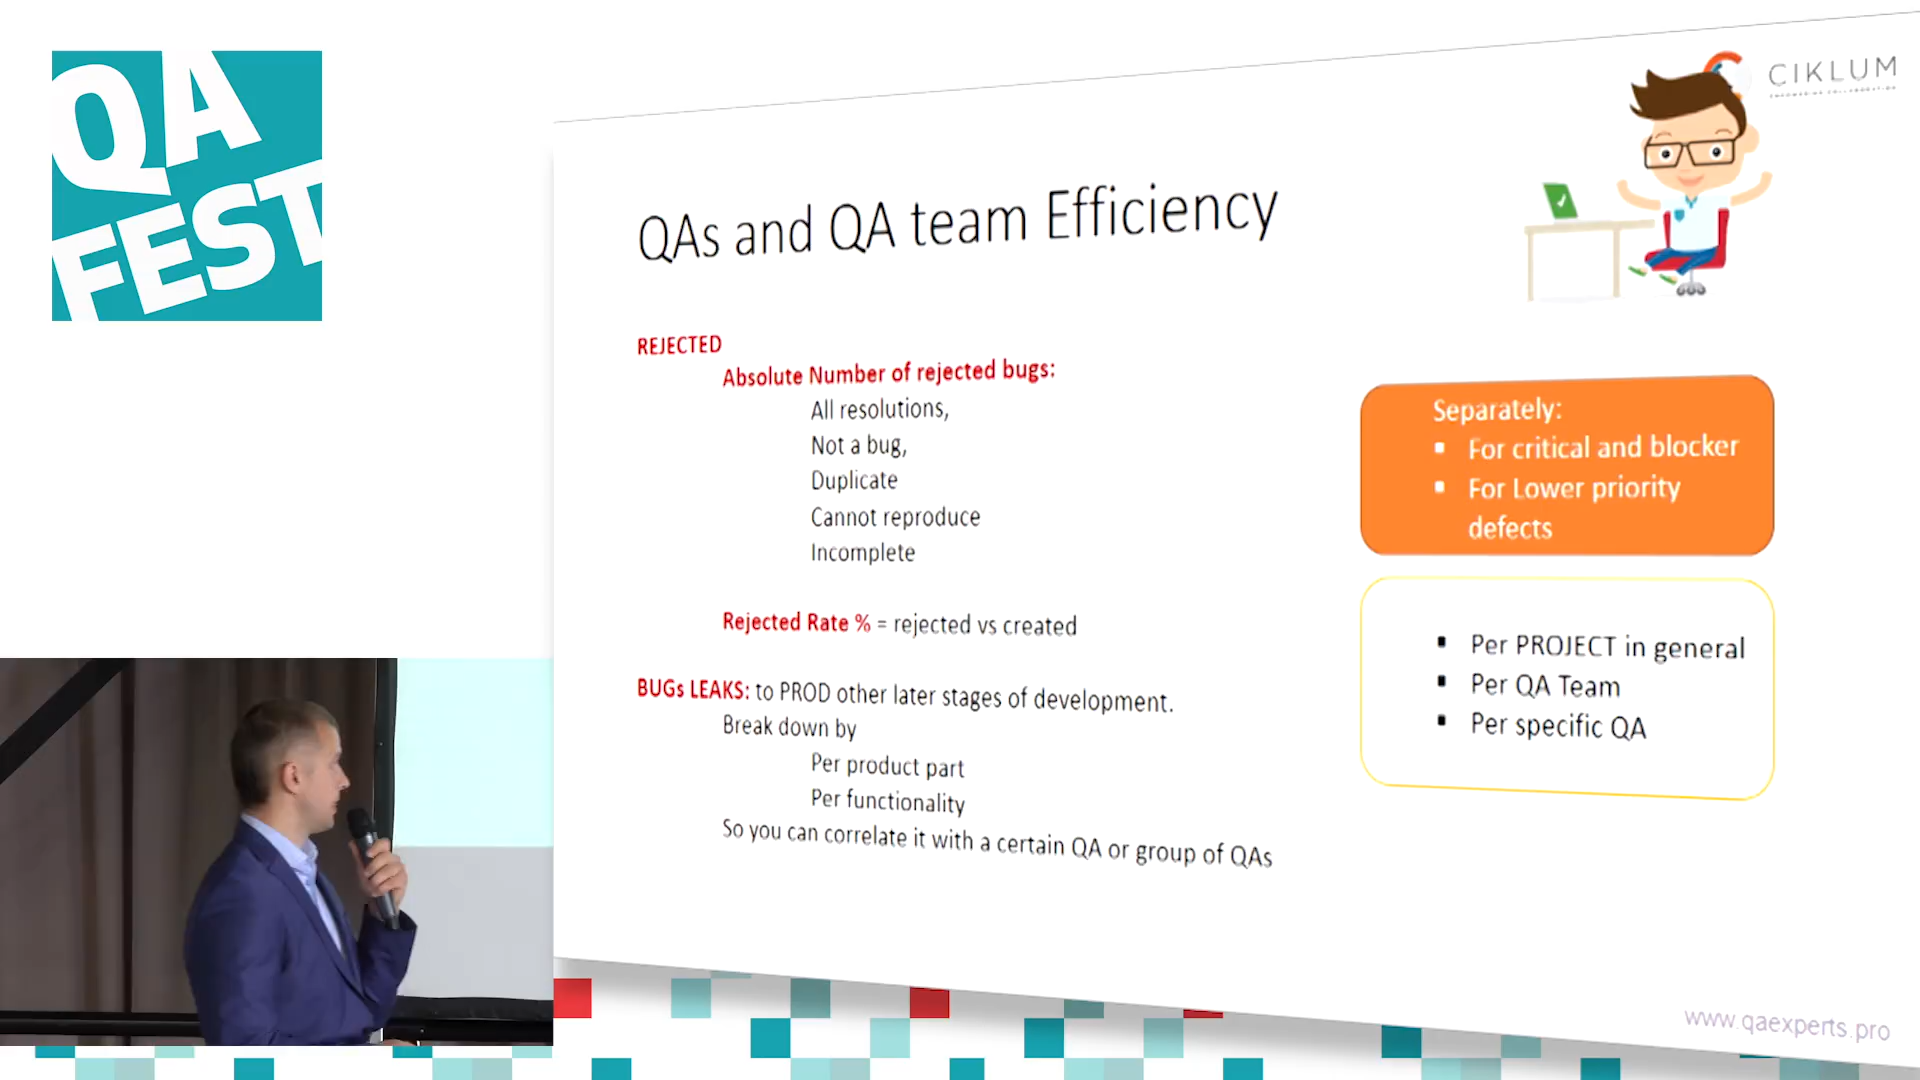 QA
FEST
CIKLUM
QAs and QA team Efficiency
REJECTED
Absolute Number of rejected bugs:
All resolutions,
Not a bug,
Duplicate
Cannot reproduce
Incomplete
Rejected Rate % = rejected vs created
BUGs LEAKS: to PROD other later stages of development.
Break down by
Per product part
Per functionality
So you can correlate it with a certain QA or group of QAs
Separately:
▪ For critical and blocker
▪ For Lower priority
defects
▪ Per PROJECT in general
▪ Per QA Team
▪ Per specific QA
www.qaexperts.pro